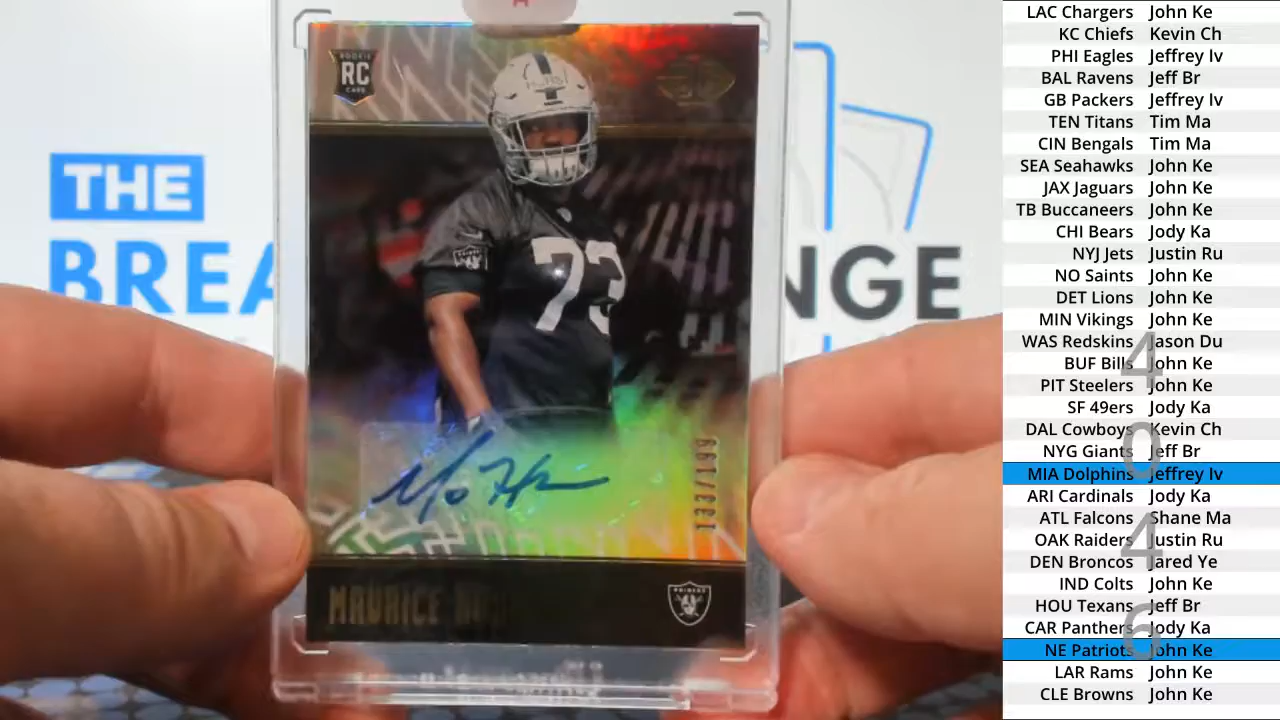 ROOKIE
RC
CARD
THE
BREA
NGE
73
RAIDERS
Mo H
133/199
MAURICE
RAIDERS
LAC Chargers John Ke
KC Chiefs Kevin Ch
PHI Eagles Jeffrey Iv
BAL Ravens Jeff Br
GB Packers Jeffrey Iv
TEN Titans Tim Ma
CIN Bengals Tim Ma
SEA Seahawks John Ke
JAX Jaguars John Ke
TB Buccaneers John Ke
CHI Bears Jody Ka
NYJ Jets Justin Ru
NO Saints John Ke
DET Lions John Ke
MIN Vikings John Ke
WAS Redskins Jason Du
BUF Bills John Ke
PIT Steelers John Ke
SF 49ers Jody Ka
DAL Cowboys Kevin Ch
NYG Giants Jeff Br
MIA Dolphins Jeffrey Iv
ARI Cardinals Jody Ka
ATL Falcons Shane Ma
OAK Raiders Justin Ru
DEN Broncos Jared Ye
IND Colts John Ke
HOU Texans Jeff Br
CAR Panthers Jody Ka
NE Patriots John Ke
LAR Rams John Ke
CLE Browns John Ke
4
0
4
6